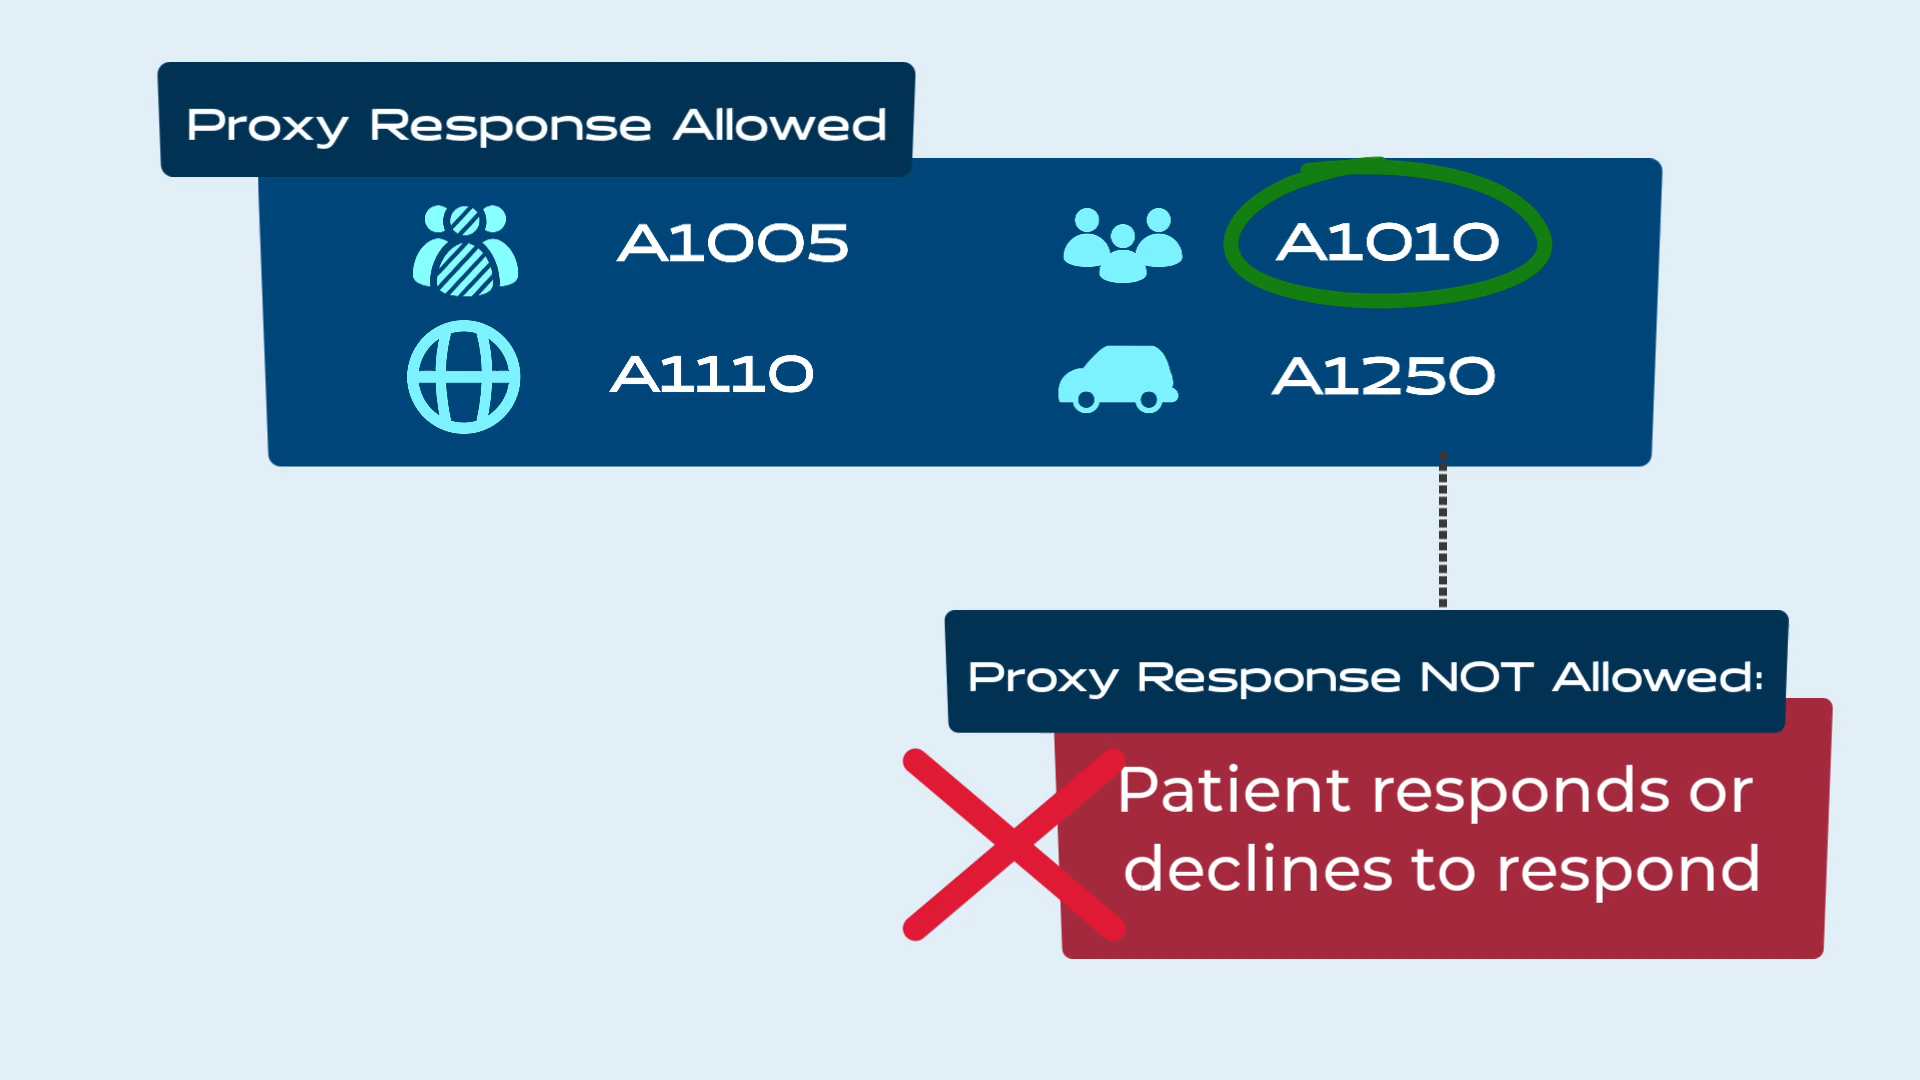 Proxy Response Allowed
A1005
A1010
A1110
A1250
Proxy Response NOT Allowed:
Patient responds or
declines to respond